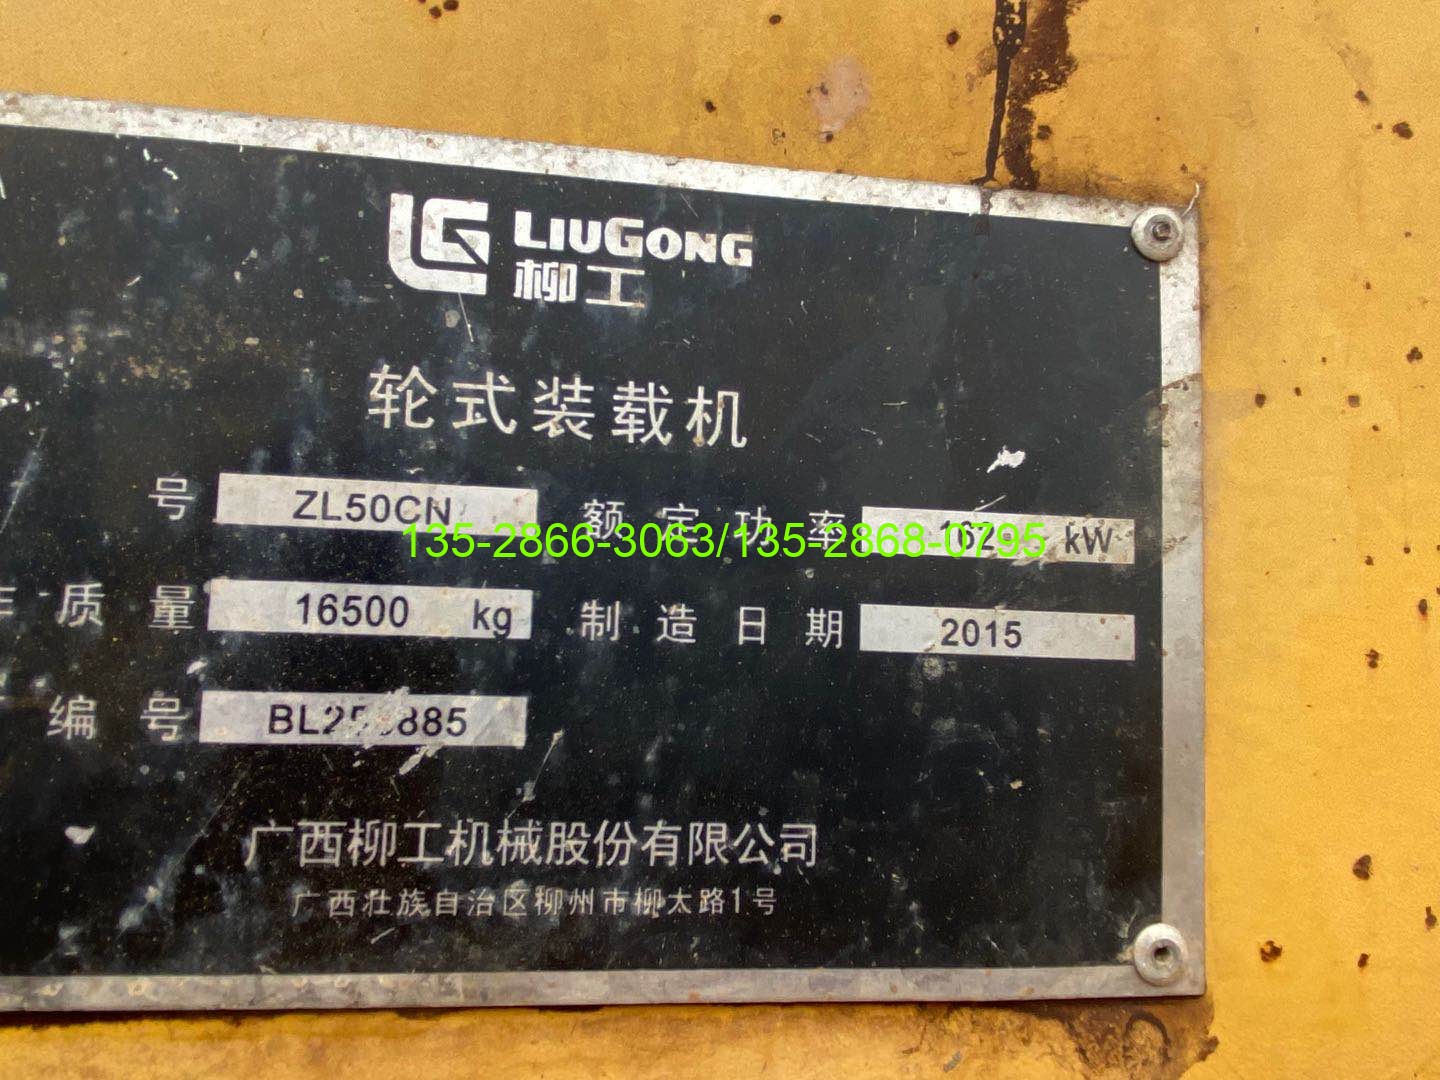 LG LIUGONG
柳工
轮式装载机
号 ZL50CN 额定功率 kW
135-2866-3063/135-2868-0795
质量 16500 kg 制造日期 2015
编号
广西柳工机械股份有限公司
广西壮族自治区柳州市柳太路1号